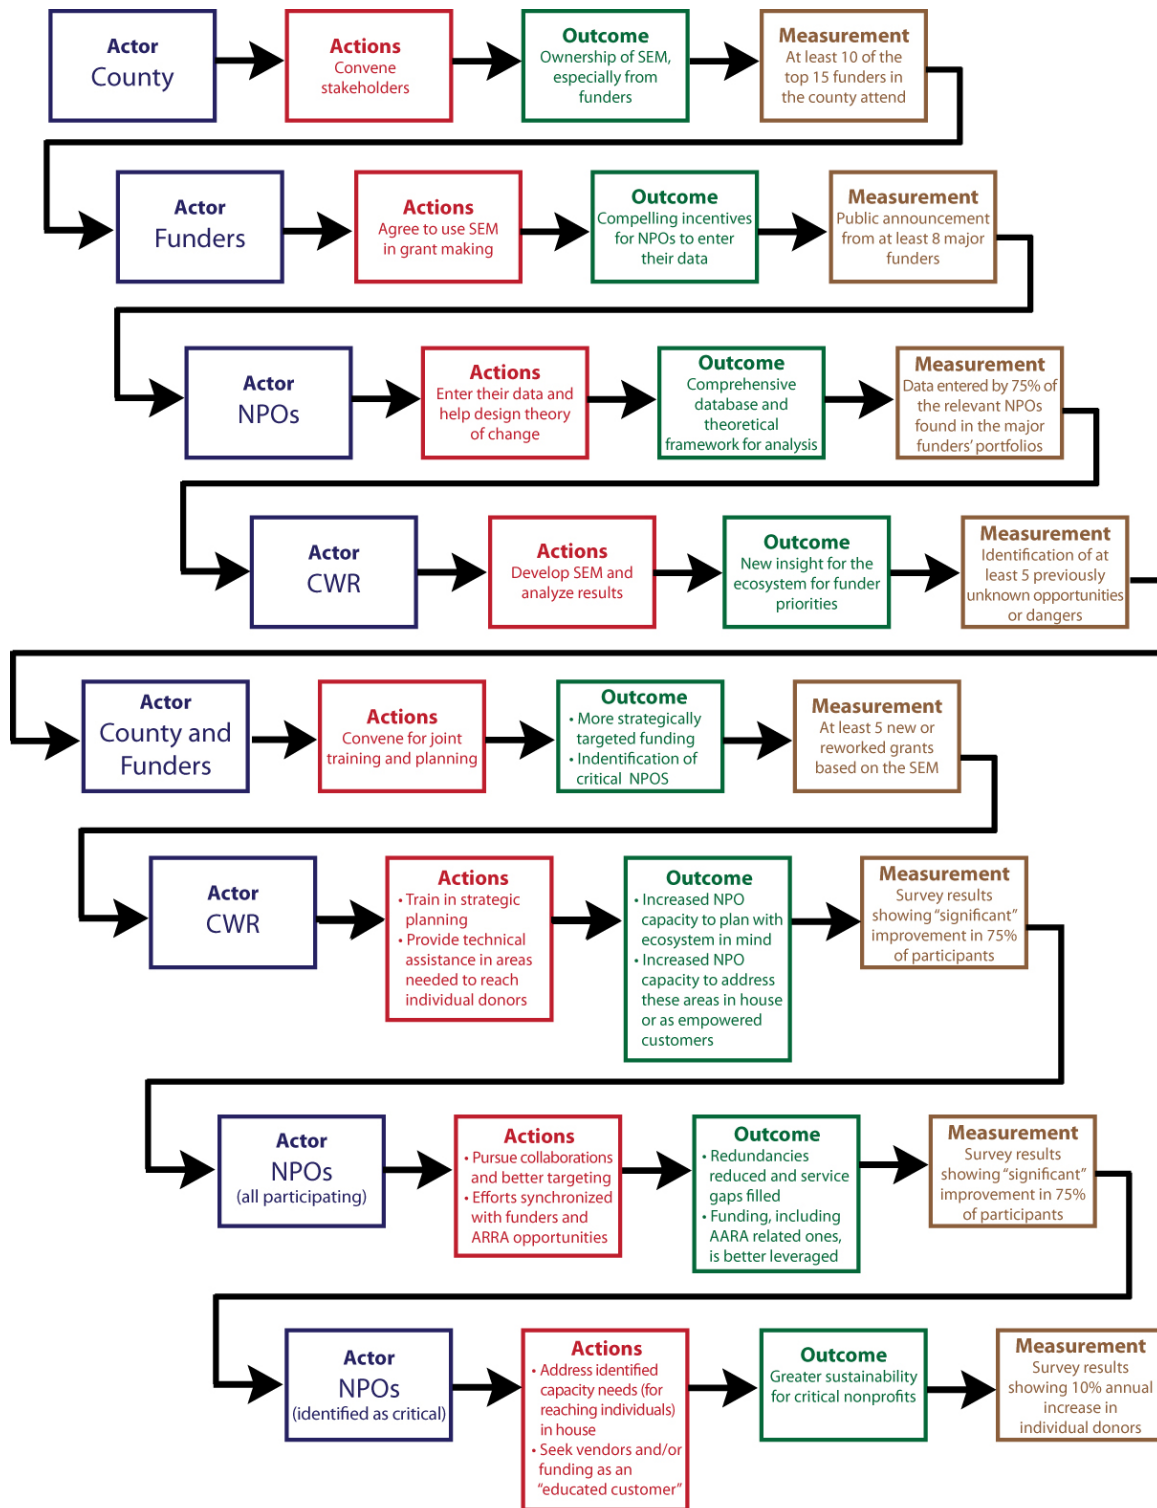 Actor
County
Actions
Convene
stakeholders
Outcome
Ownership of SEM,
especially from
funders
Measurement
At least 10 of the
top 15 funders in
the county attend
Actor
Funders
Actions
Agree to use SEM
in grant making
Outcome
Compelling incentives
for NPOs to enter
their data
Measurement
Public announcement
from at least 8 major
funders
Actor
NPOs
Actions
Enter their data and
help design theory
of change
Outcome
Comprehensive
database and
theoretical
framework for analysis
Measurement
Data entered by 75% of
the relevant NPOs
found in the major
funders’ portfolios
Actor
CWR
Actions
Develop SEM and
analyze results
Outcome
New insight for the
ecosystem for funder
priorities
Measurement
Identification of at
least 5 previously
unknown opportunities
or dangers
Actor
County and
Funders
Actions
Convene for joint
training and planning
Outcome
• More strategically
targeted funding
• Indentification of
critical NPOS
Measurement
At least 5 new or
reworked grants
based on the SEM
Actor
CWR
Actions
• Train in strategic
planning
• Provide technical
assistance in areas
needed to reach
individual donors
Outcome
• Increased NPO
capacity to plan with
ecosystem in mind
• Increased NPO
capacity to address
these areas in house
or as empowered
customers
Measurement
Survey results
showing “significant”
improvement in 75%
of participants
Actor
NPOs
(all participating)
Actions
• Pursue collaborations
and better targeting
• Efforts synchronized
with funders and
ARRA opportunities
Outcome
• Redundancies
reduced and service
gaps filled
• Funding, including
AARA related ones,
is better leveraged
Measurement
Survey results
showing “significant”
improvement in 75%
of participants
Actor
NPOs
(identified as critical)
Actions
• Address identified
capacity needs (for
reaching individuals)
in house
• Seek vendors and/or
funding as an
“educated customer”
Outcome
Greater sustainability
for critical nonprofits
Measurement
Survey results
showing 10% annual
increase in
individual donors